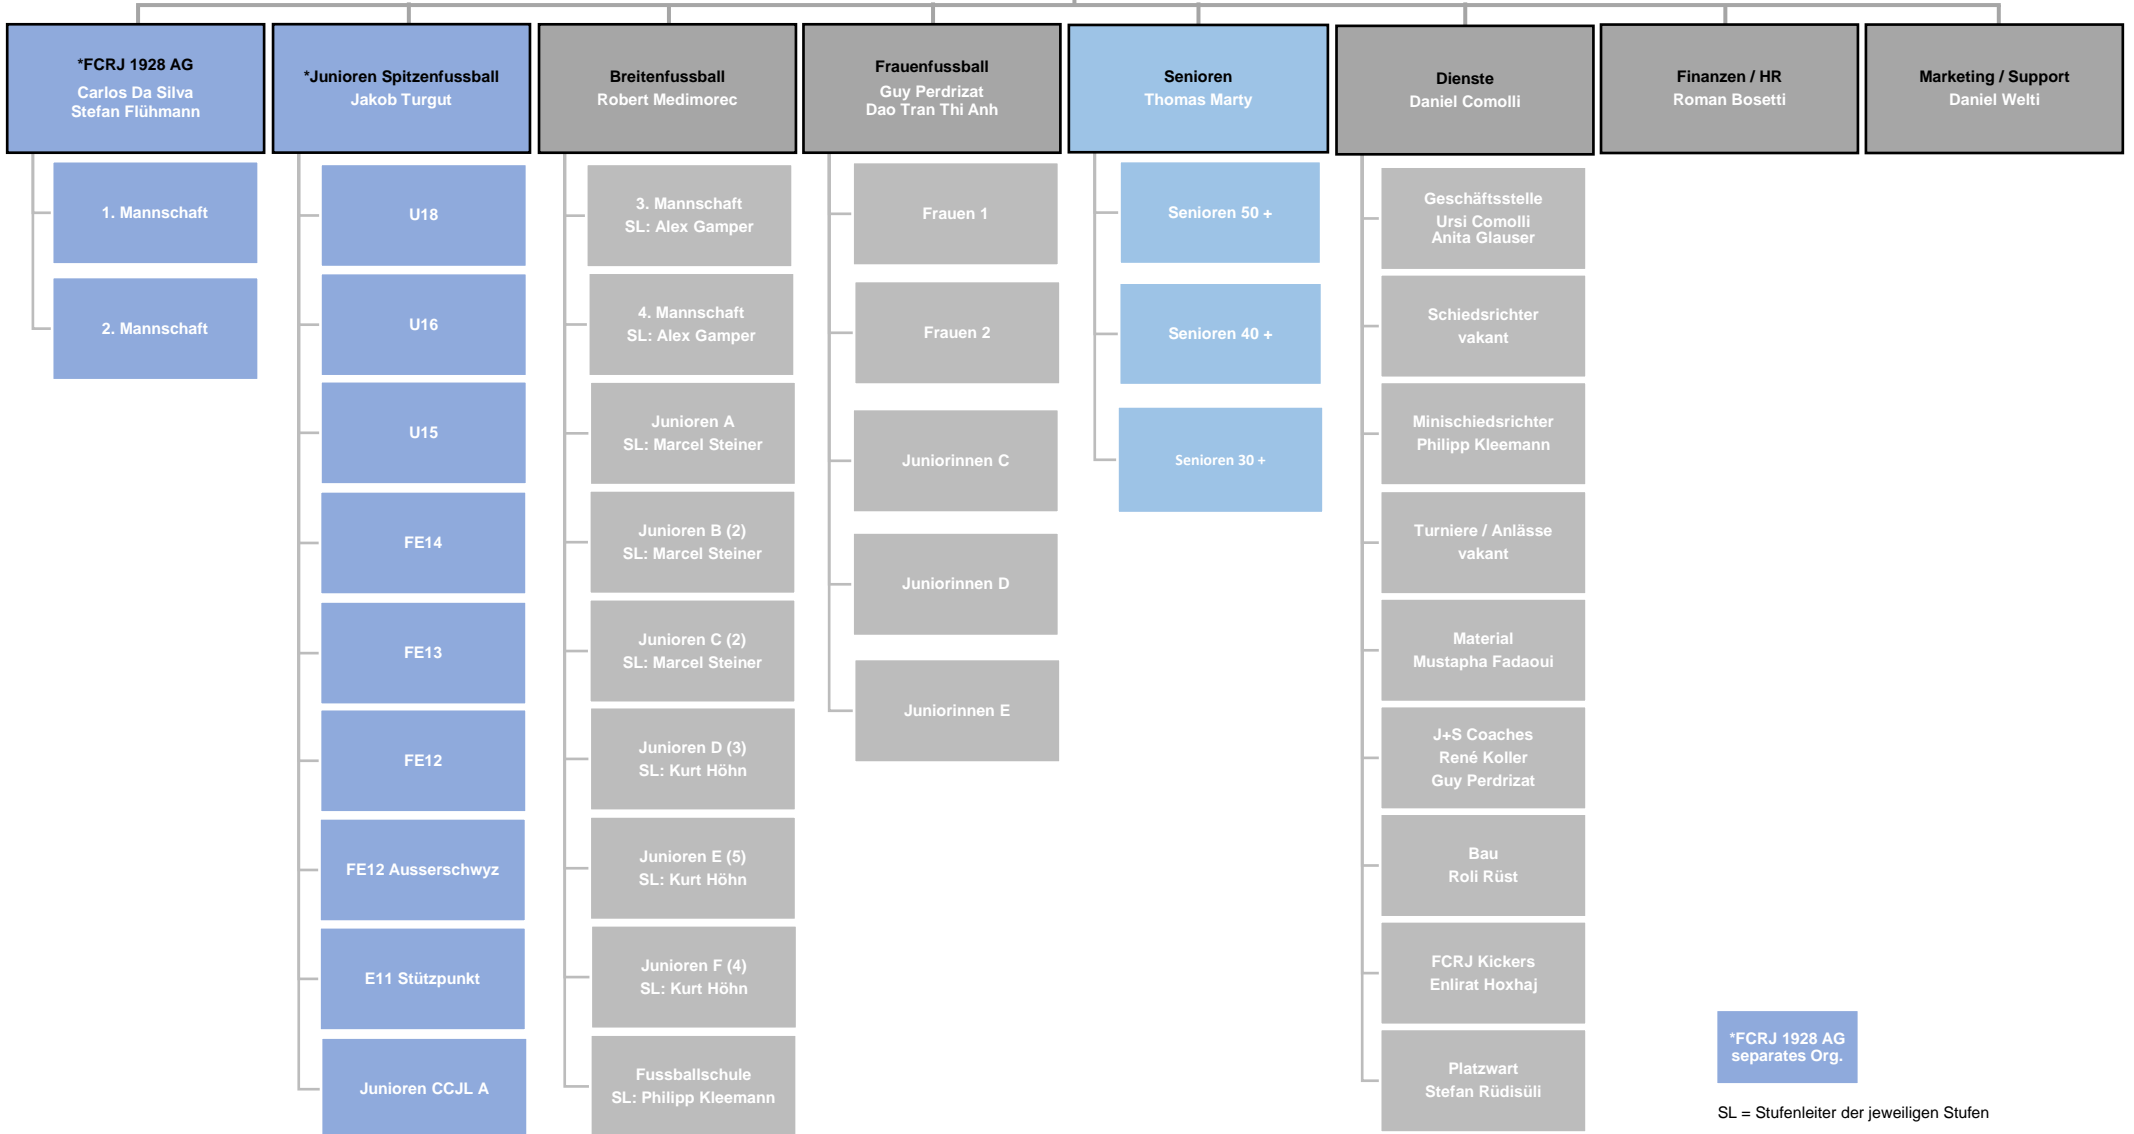 *FCRJ 1928 AG
Carlos Da Silva
Stefan Flühmann
*Junioren Spitzenfussball
Jakob Turgut
Breitenfussball
Robert Medimorec
Frauenfussball
Guy Perdrizat
Dao Tran Thi Anh
Senioren
Thomas Marty
Dienste
Daniel Comolli
Finanzen / HR
Roman Bosetti
Marketing / Support
Daniel Welti
1. Mannschaft
2. Mannschaft
U18
U16
U15
FE14
FE13
FE12
FE12 Ausserschwyz
E11 Stützpunkt
Junioren CCJL A
3. Mannschaft
SL: Alex Gamper
4. Mannschaft
SL: Alex Gamper
Junioren A
SL: Marcel Steiner
Junioren B (2)
SL: Marcel Steiner
Junioren C (2)
SL: Marcel Steiner
Junioren D (3)
SL: Kurt Höhn
Junioren E (5)
SL: Kurt Höhn
Junioren F (4)
SL: Kurt Höhn
Fussballschule
SL: Philipp Kleemann
Frauen 1
Frauen 2
Juniorinnen C
Juniorinnen D
Juniorinnen E
Senioren 50 +
Senioren 40 +
Senioren 30 +
Geschäftsstelle
Ursi Comolli
Anita Glauser
Schiedsrichter
vakant
Minischiedsrichter
Philipp Kleemann
Turniere / Anlässe
vakant
Material
Mustapha Fadaoui
J+S Coaches
René Koller
Guy Perdrizat
Bau
Roli Rüst
FCRJ Kickers
Enlirat Hoxhaj
Platzwart
Stefan Rüdisüli
*FCRJ 1928 AG
separates Org.
SL = Stufenleiter der jeweiligen Stufen